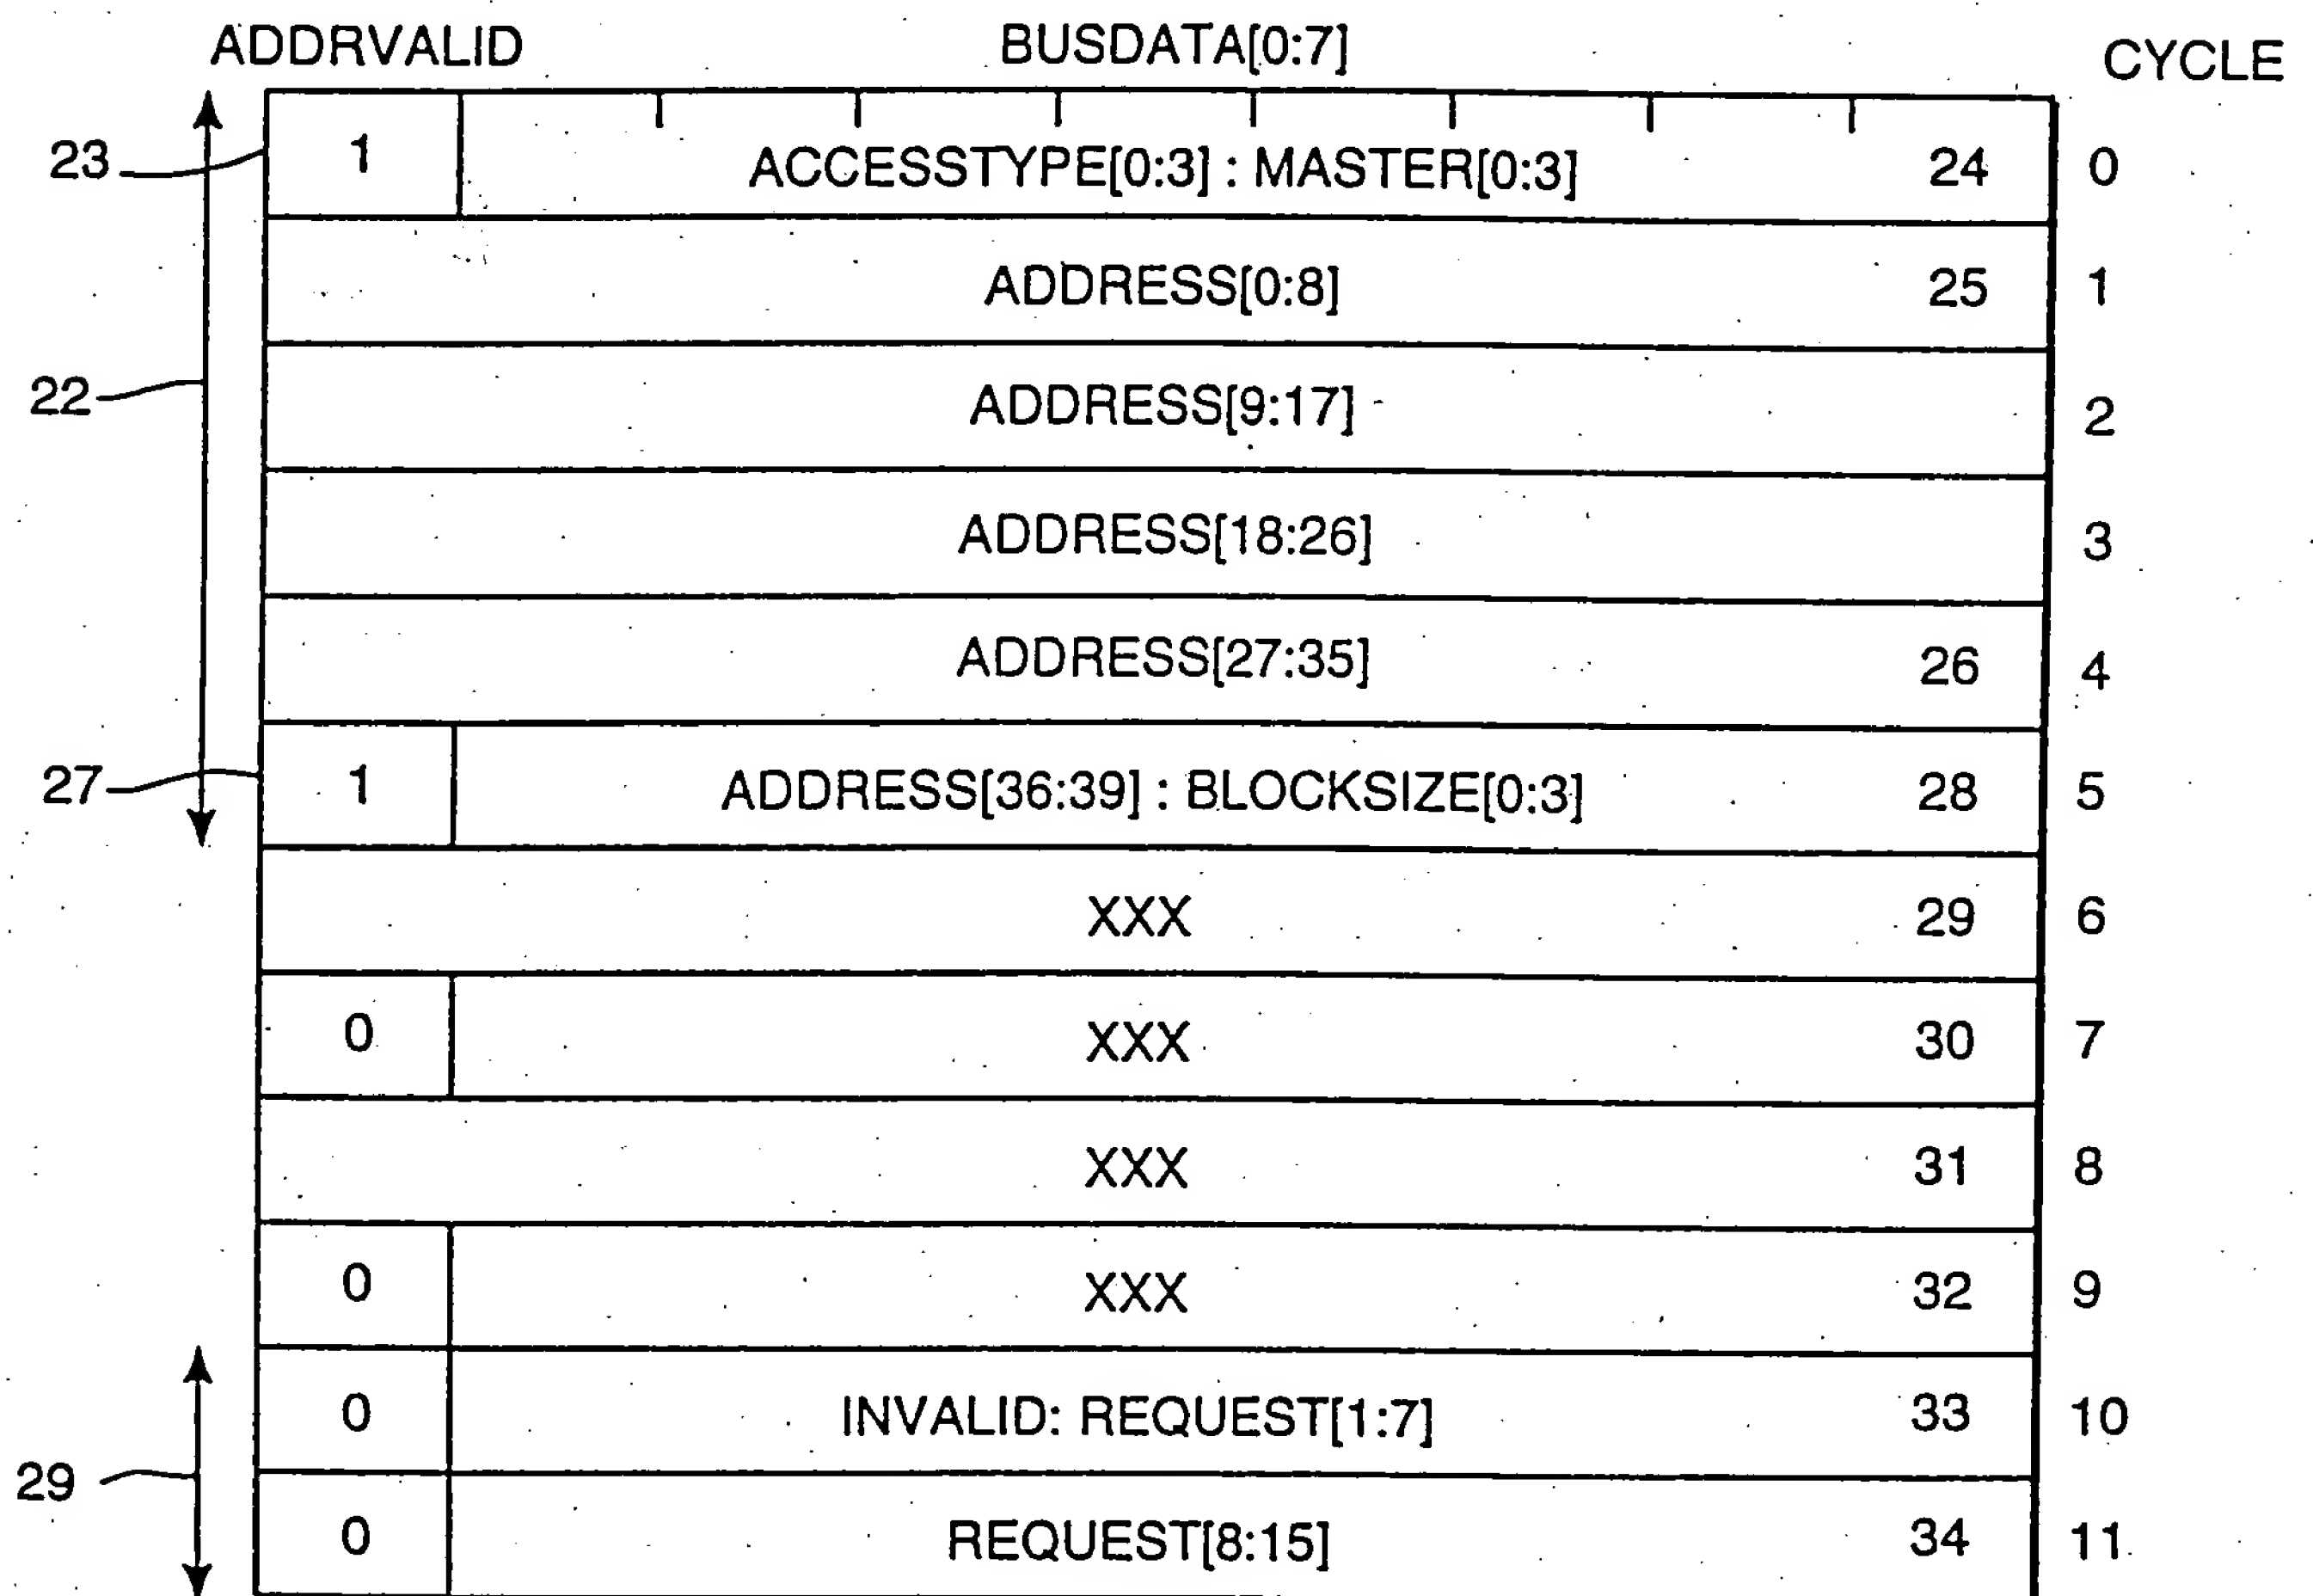 ADDRVALID BUSDATA[0:7] CYCLE
23 1 ACCESSTYPE[0:3] : MASTER[0:3] 24 0
ADDRESS[0:8] 25 1
22 ADDRESS[9:17] 2
ADDRESS[18:26] 3
ADDRESS[27:35] 26 4
27 1 ADDRESS[36:39] : BLOCKSIZE[0:3] 28 5
XXX 29 6
0 XXX 30 7
XXX 31 8
0 XXX 32 9
0 INVALID: REQUEST[1:7] 33 10
29
0 REQUEST[8:15] 34 11